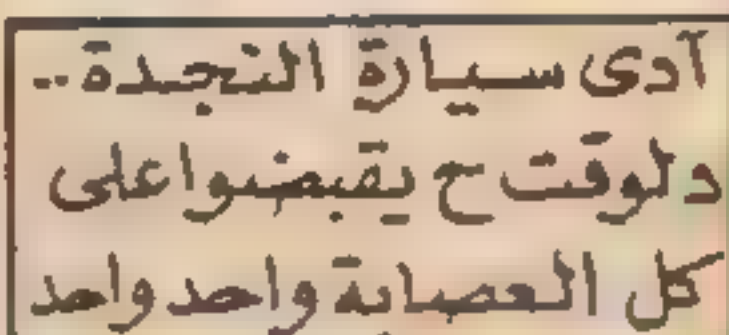 آدى سيارة النجدة..
دلوقت ح يقبضوا على
كل العصابة واحد واحد